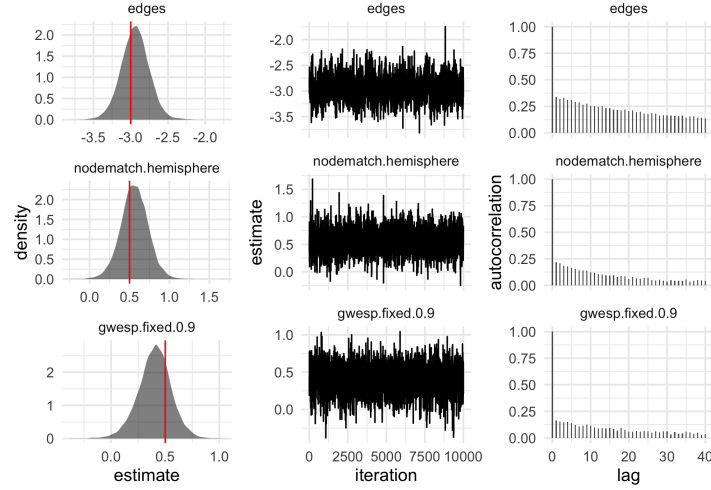 edges
2.0
1.5
1.0
0.5
0.0
-3.5 -3.0 -2.5 -2.0
nodematch.hemisphere
2.0
1.5
1.0
0.5
0.0
0.0 0.5 1.0 1.5
gwesp.fixed.0.9
2
1
0
0.0 0.5 1.0
density
estimate
edges
-2.0
-2.5
-3.0
-3.5
nodematch.hemisphere
1.5
1.0
0.5
0.0
gwesp.fixed.0.9
1.0
0.5
0.0
0 2500 5000 7500 10000
estimate
iteration
edges
1.00
0.75
0.50
0.25
0.00
nodematch.hemisphere
1.00
0.75
0.50
0.25
0.00
gwesp.fixed.0.9
1.00
0.75
0.50
0.25
0.00
0 10 20 30 40
autocorrelation
lag